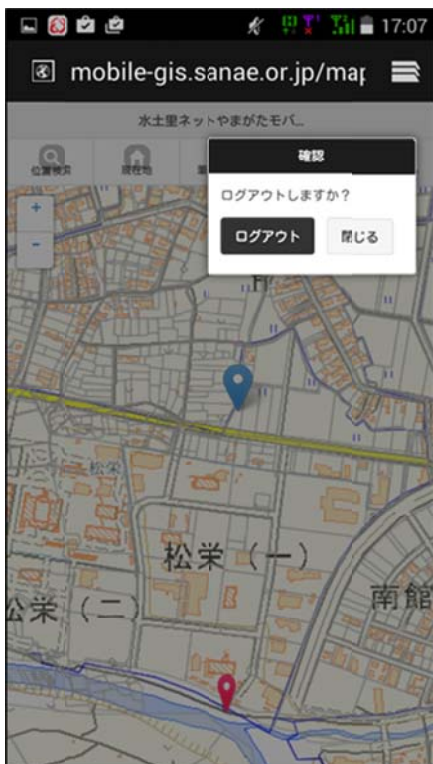 17:07
mobile-gis.sanae.or.jp/map
水土里ネットやまがたモバ...
位置検索
現在地
確認
ログアウトしますか？
ログアウト
閉じる
+
-
松栄
松栄（一）
公栄（二）
南館